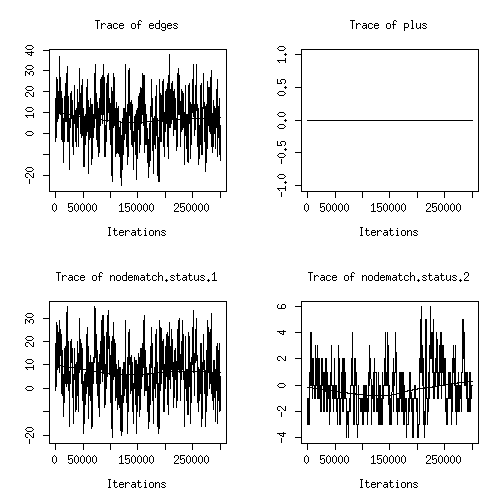 Trace of edges
40
30
20
10
0
-20
0 50000 150000 250000
Iterations
Trace of plus
1.0
0.5
0.0
-0.5
-1.0
0 50000 150000 250000
Iterations
Trace of nodematch.status.1
30
20
10
0
-20
0 50000 150000 250000
Iterations
Trace of nodematch.status.2
6
4
2
0
-2
-4
0 50000 150000 250000
Iterations